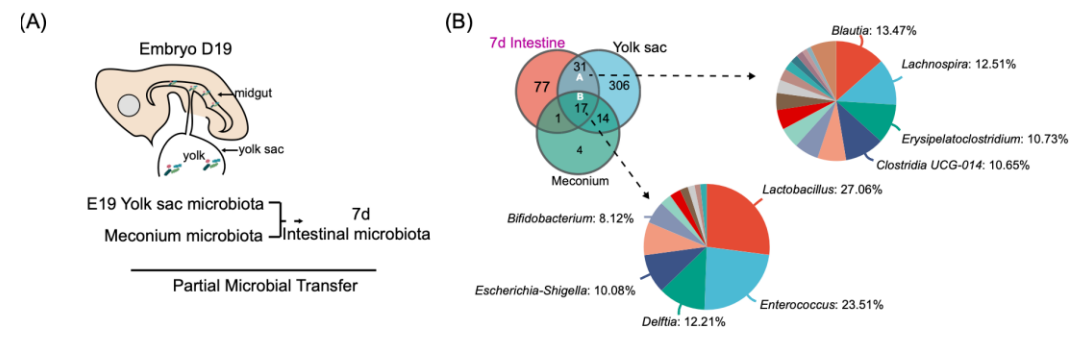 (A)
Embryo D19
midgut
yolk
yolk sac
E19 Yolk sac microbiota
Meconium microbiota
7d
Intestinal microbiota
Partial Microbial Transfer
(B)
7d Intestine
Yolk sac
31
A
77
306
B
17
1
14
4
Meconium
Blautia: 13.47%
Lachnospira: 12.51%
Erysipelatoclostridium: 10.73%
Clostridia UCG-014: 10.65%
Lactobacillus: 27.06%
Bifidobacterium: 8.12%
Escherichia-Shigella: 10.08%
Enterococcus: 23.51%
Delftia: 12.21%